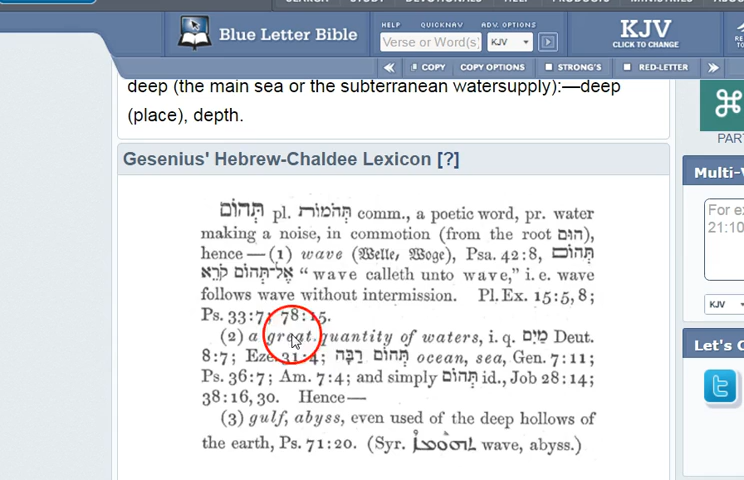 HELP QUICKNAV ADV. OPTIONS
Blue Letter Bible
Verse or Word(s)
KJV
KJV
CLICK TO CHANGE
COPY COPY OPTIONS STRONG'S RED-LETTER
deep (the main sea or the subterranean watersupply):—deep
(place), depth.
Gesenius' Hebrew-Chaldee Lexicon [?]
תְּהוֹם pl. תְּהֹמוֹת comm., a poetic word, pr. water
making a noise, in commotion (from the root הוּם),
hence—(1) wave (Welle, Woge), Psa. 42:8, תְּהוֹם
אֶל־תְּהוֹם קֹרֵא “wave calleth unto wave,” i. e. wave
follows wave without intermission. Pl. Ex. 15:5, 8;
Ps. 33:7; 78:15.
(2) a great quantity of waters, i. q. מַיִם Deut.
8:7; Eze. 31:4; תְּהוֹם רַבָּה ocean, sea, Gen. 7:11;
Ps. 36:7; Am. 7:4; and simply תְּהוֹם id., Job 28:14;
38:16, 30. Hence—
(3) gulf, abyss, even used of the deep hollows of
the earth, Ps. 71:20. (Syr. wave, abyss.)
PAR
Multi-V
For e
21:10
KJV
Let's C